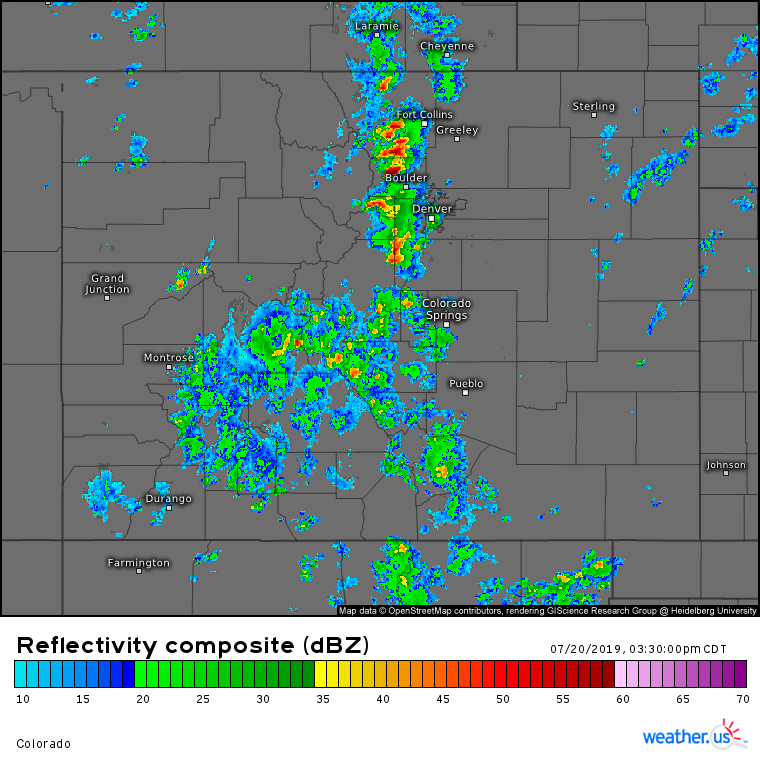 Laramie
Cheyenne
Sterling
Fort Collins
Greeley
Boulder
Denver
Grand
Junction
Colorado
Springs
Montrose
Pueblo
Johnson
Durango
Farmington
Map data © OpenStreetMap contributors, rendering GIScience Research Group @ Heidelberg University
Reflectivity composite (dBZ)
07/20/2019, 03:30:00pm CDT
10 15 20 25 30 35 40 45 50 55 60 65 70
Colorado
weather.us